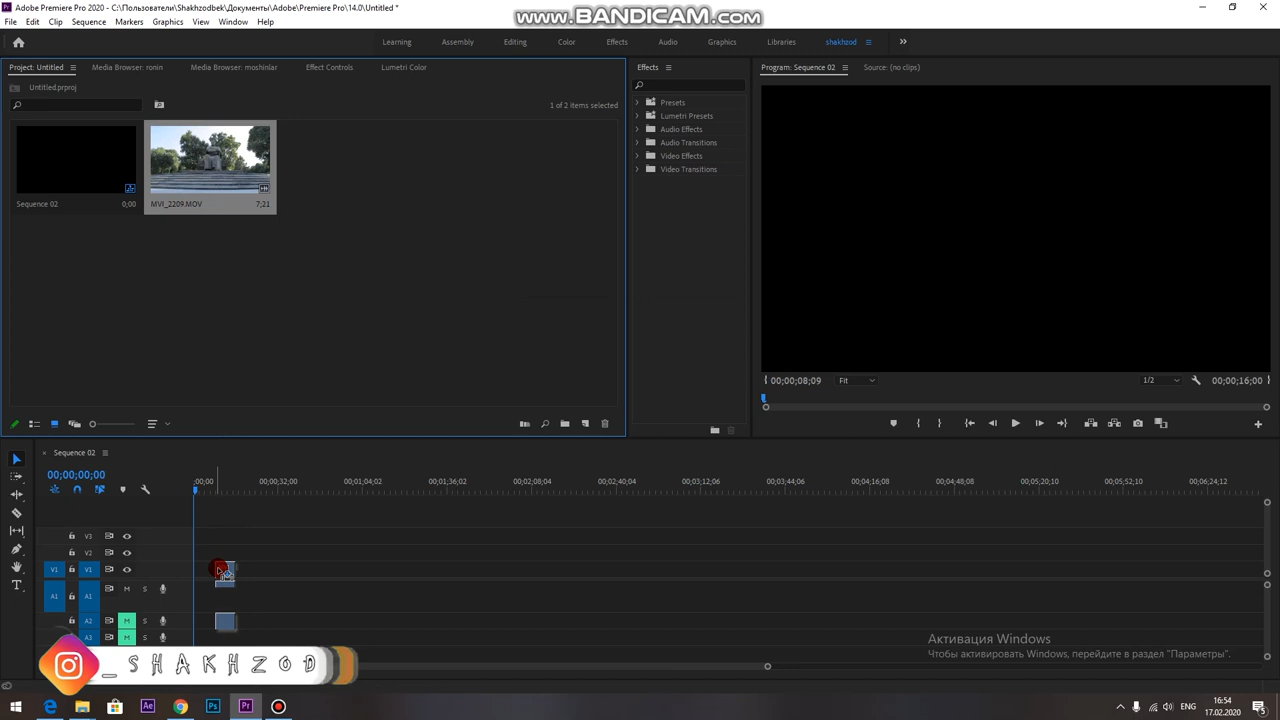 Adobe Premiere Pro 2020 - C:\Пользователи\Shakhzodbek\Документы\Adobe\Premiere Pro\14.0\Untitled *
www.BANDICAM.com
File Edit Clip Sequence Markers Graphics View Window Help
Learning Assembly Editing Color Effects Audio Graphics Libraries shakhzod
Project: Untitled Media Browser: ronin Media Browser: moshinlar Effect Controls Lumetri Color
Effects
Program: Sequence 02 Source: (no clips)
Untitled.prproj
1 of 2 items selected
Presets
Lumetri Presets
Audio Effects
Audio Transitions
Video Effects
Video Transitions
Sequence 02 0;00
MVI_2209.MOV 7;21
00;00;08;09 Fit 1/2 00;00;16;00
Sequence 02
00;00;00;00
;00;00 00;00;32;00 00;01;04;02 00;01;36;02 00;02;08;04 00;02;40;04 00;03;12;06 00;03;44;06 00;04;16;08 00;04;48;08 00;05;20;10 00;05;52;10 00;06;24;12
V3
V2
V1 V1
A1 A1 M S
A2 M S
A3 M S
_SHAKHZOD
Активация Windows
Чтобы активировать Windows, перейдите в раздел "Параметры".
Ae Ps Pr
ENG
16:54
17.02.2020
5